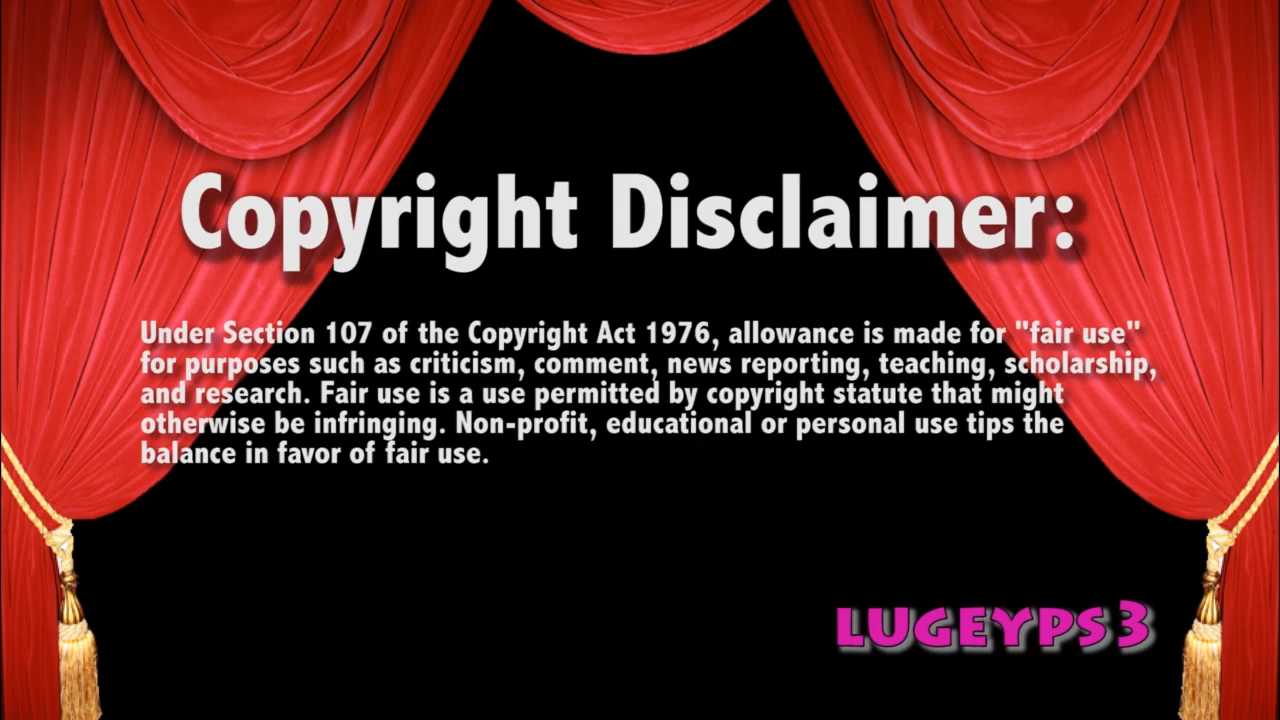 Copyright Disclaimer:
Under Section 107 of the Copyright Act 1976, allowance is made for "fair use"
for purposes such as criticism, comment, news reporting, teaching, scholarship,
and research. Fair use is a use permitted by copyright statute that might
otherwise be infringing. Non-profit, educational or personal use tips the
balance in favor of fair use.
LUGEYPS3